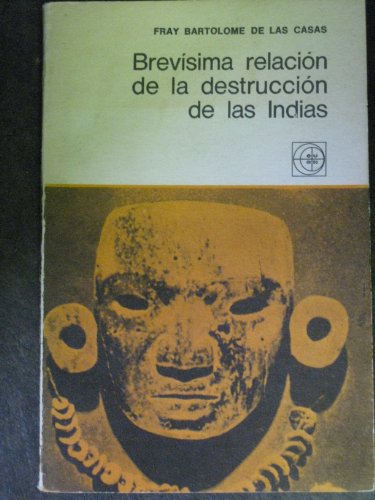 FRAY BARTOLOME DE LAS CASAS
Brevísima relación
de la destrucción
de las Indias